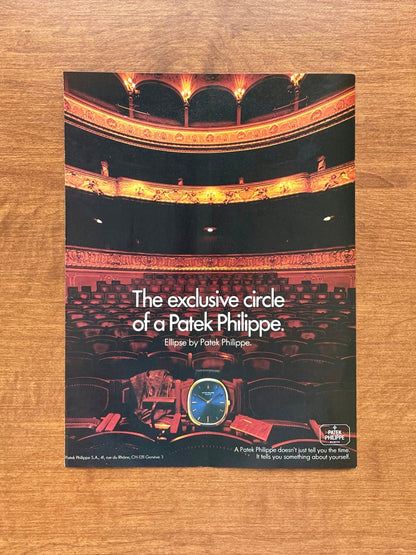 The exclusive circle
of a Patek Philippe.
Ellipse by Patek Philippe.
PATEK
PHILIPPE
GENEVE
A Patek Philippe doesn't just tell you the time.
It tells you something about yourself.
Patek Philippe S.A., 41, rue du Rhône, CH-1211 Genève 3